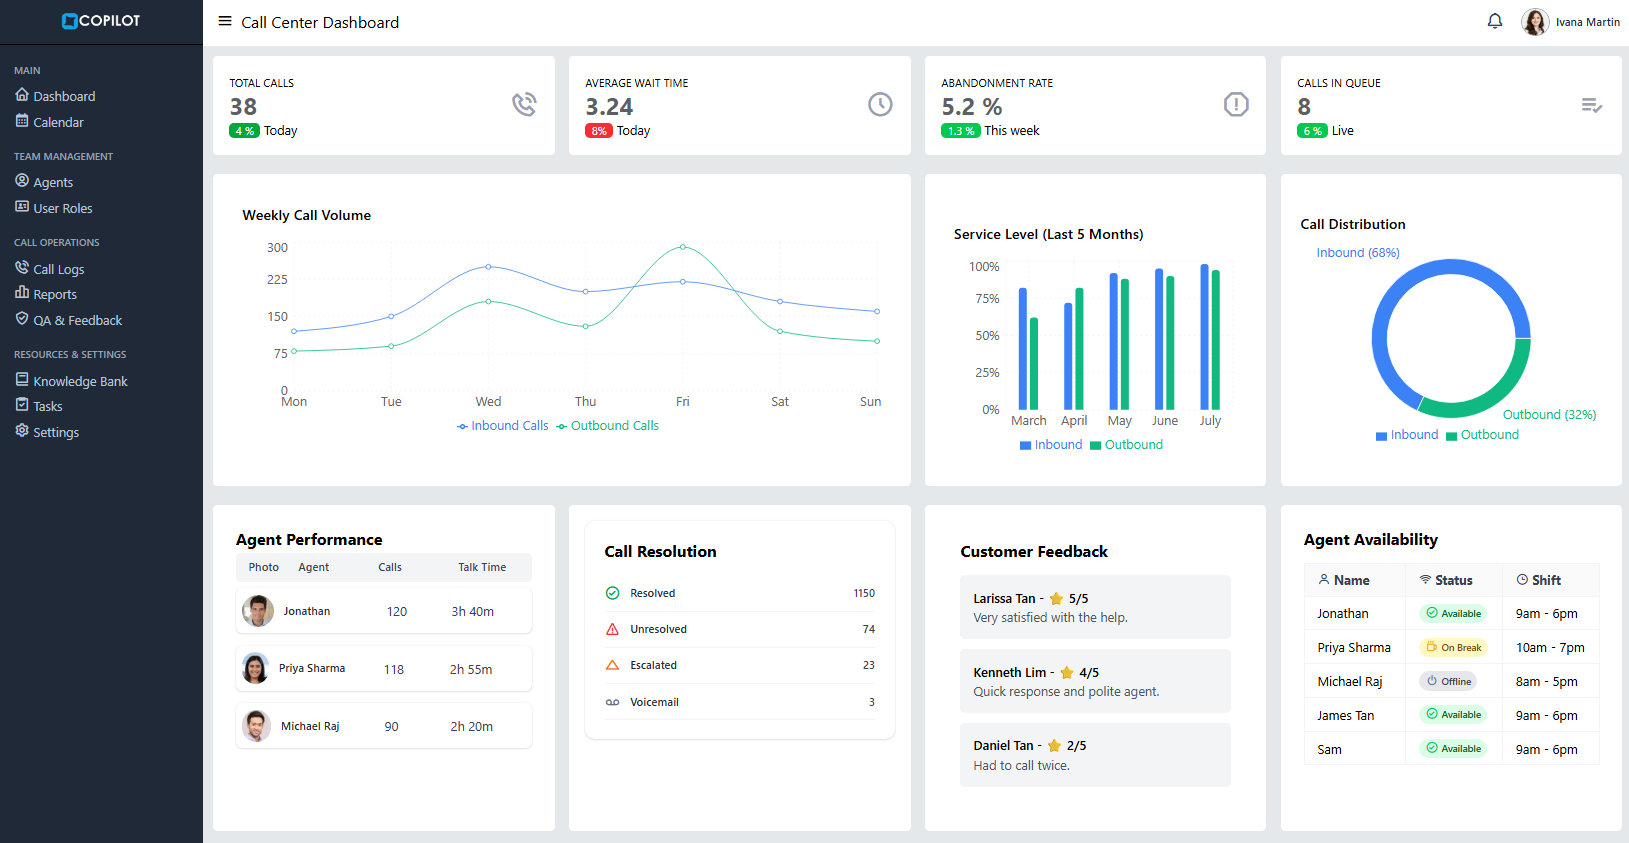 COPILOT
Call Center Dashboard
Ivana Martin
MAIN
Dashboard
Calendar
TEAM MANAGEMENT
Agents
User Roles
CALL OPERATIONS
Call Logs
Reports
QA & Feedback
RESOURCES & SETTINGS
Knowledge Bank
Tasks
Settings
TOTAL CALLS
38
4 % Today
AVERAGE WAIT TIME
3.24
8% Today
ABANDONMENT RATE
5.2 %
1.3 % This week
CALLS IN QUEUE
8
6 % Live
Weekly Call Volume
300
225
150
75
0
Mon Tue Wed Thu Fri Sat Sun
Inbound Calls Outbound Calls
Service Level (Last 5 Months)
100%
75%
50%
25%
0%
March April May June July
Inbound Outbound
Call Distribution
Inbound (68%)
Outbound (32%)
Inbound Outbound
Agent Performance
Photo Agent Calls Talk Time
Jonathan 120 3h 40m
Priya Sharma 118 2h 55m
Michael Raj 90 2h 20m
Call Resolution
Resolved 1150
Unresolved 74
Escalated 23
Voicemail 3
Customer Feedback
Larissa Tan - ⭐ 5/5
Very satisfied with the help.
Kenneth Lim - ⭐ 4/5
Quick response and polite agent.
Daniel Tan - ⭐ 2/5
Had to call twice.
Agent Availability
Name Status Shift
Jonathan Available 9am - 6pm
Priya Sharma On Break 10am - 7pm
Michael Raj Offline 8am - 5pm
James Tan Available 9am - 6pm
Sam Available 9am - 6pm